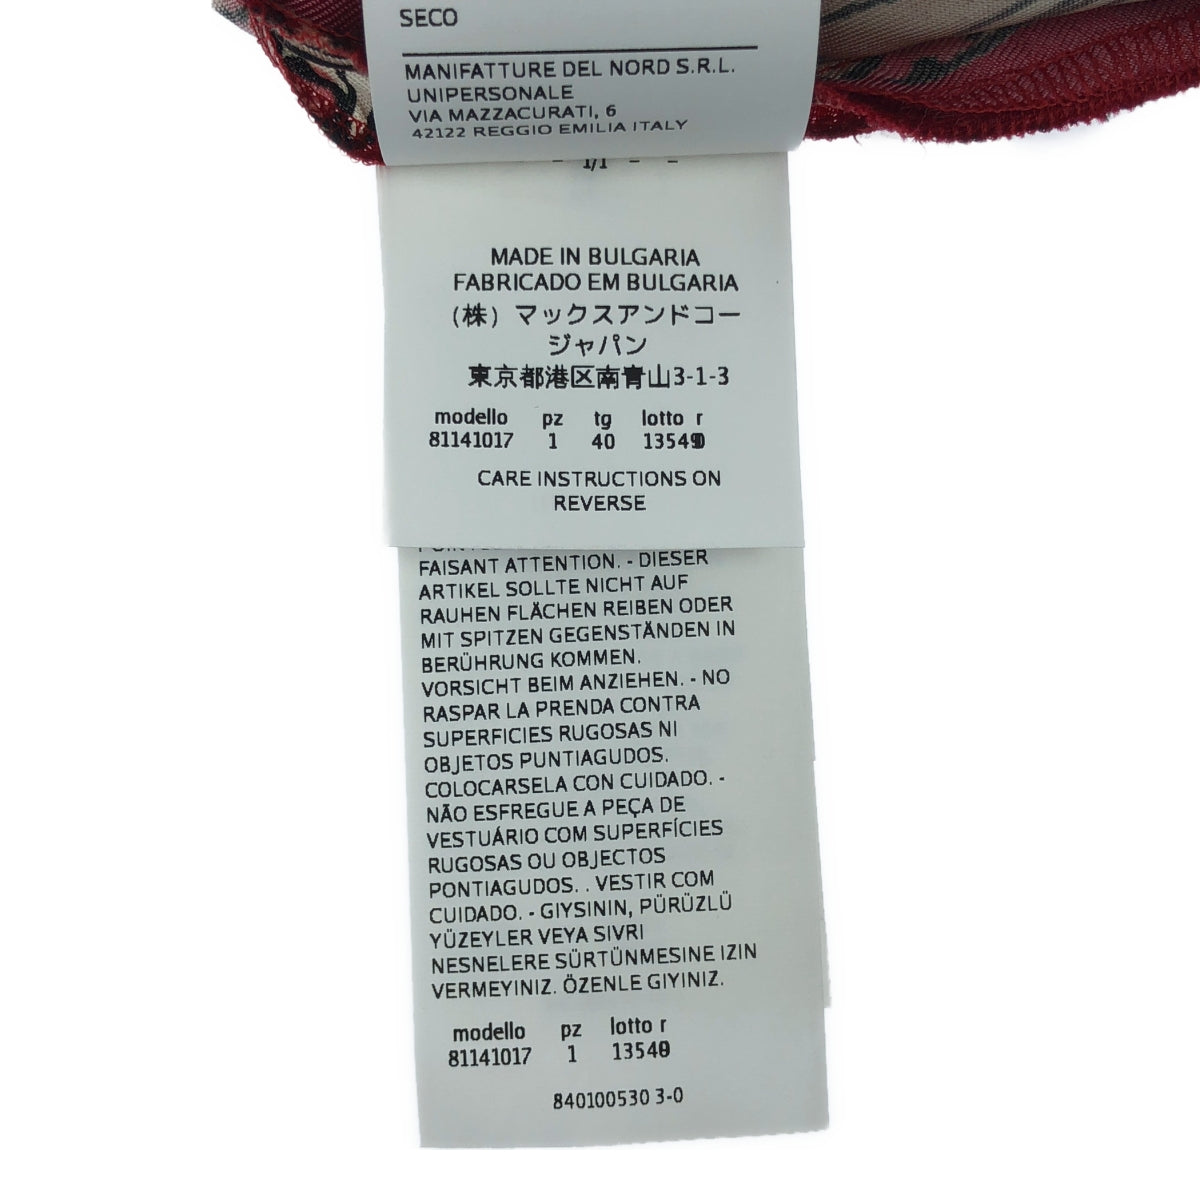 SECO
MANIFATTURE DEL NORD S.R.L.
UNIPERSONALE
VIA MAZZACURATI, 6
42122 REGGIO EMILIA ITALY
- 1/1 - -
MADE IN BULGARIA
FABRICADO EM BULGARIA
(株) マックスアンドコー
ジャパン
東京都港区南青山3-1-3
modello pz tg lotto r
81141017 1 40
CARE INSTRUCTIONS ON
REVERSE
FAISANT ATTENTION. - DIESER
ARTIKEL SOLLTE NICHT AUF
RAUHEN FLÄCHEN REIBEN ODER
MIT SPITZEN GEGENSTÄNDEN IN
BERÜHRUNG KOMMEN.
VORSICHT BEIM ANZIEHEN. - NO
RASPAR LA PRENDA CONTRA
SUPERFICIES RUGOSAS NI
OBJETOS PUNTIAGUDOS.
COLOCARSELA CON CUIDADO. -
NÃO ESFREGUE A PEÇA DE
VESTUÁRIO COM SUPERFÍCIES
RUGOSAS OU OBJECTOS
PONTIAGUDOS. . VESTIR COM
CUIDADO. - GIYSININ, PÜRÜZLÜ
YÜZEYLER VEYA SIVRI
NESNELERE SÜRTÜNMESINE IZIN
VERMEYINIZ. ÖZENLE GIYINIZ.
modello pz lotto r
81141017 1
840100530 3-0